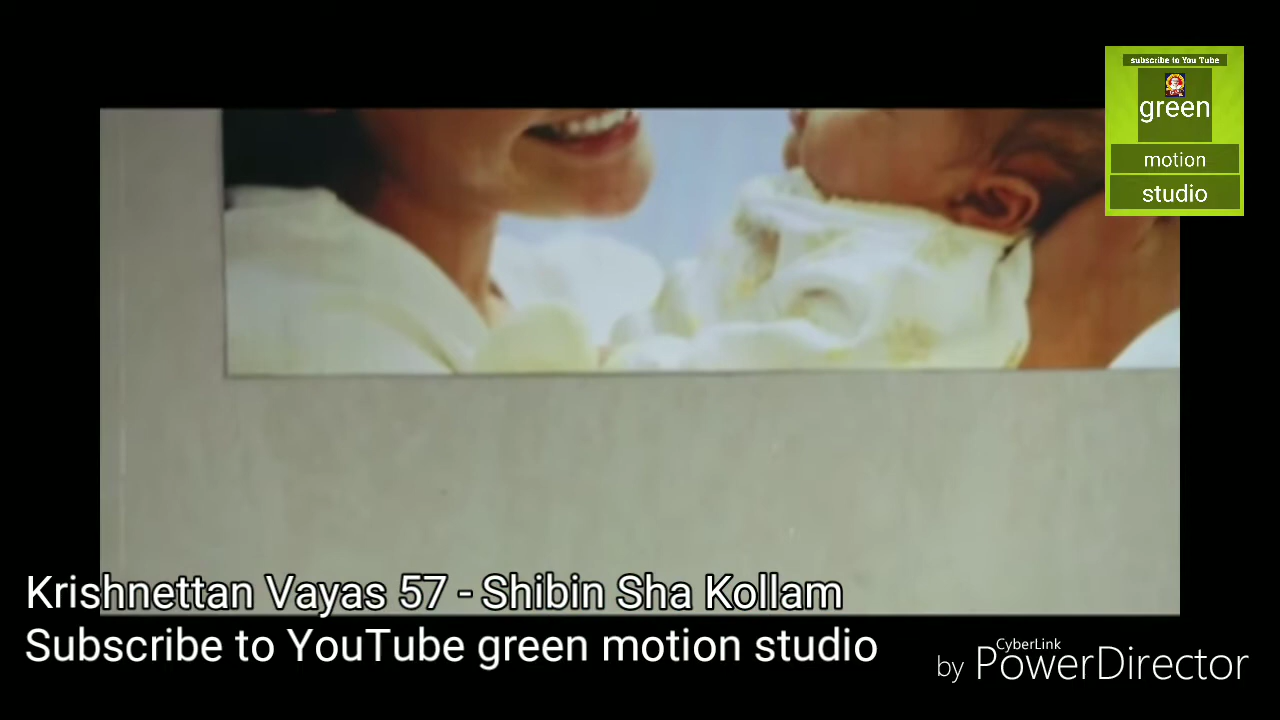 subscribe to You Tube
green
motion
studio
Krishnettan Vayas 57 - Shibin Sha Kollam
Subscribe to YouTube green motion studio
CyberLink
by PowerDirector